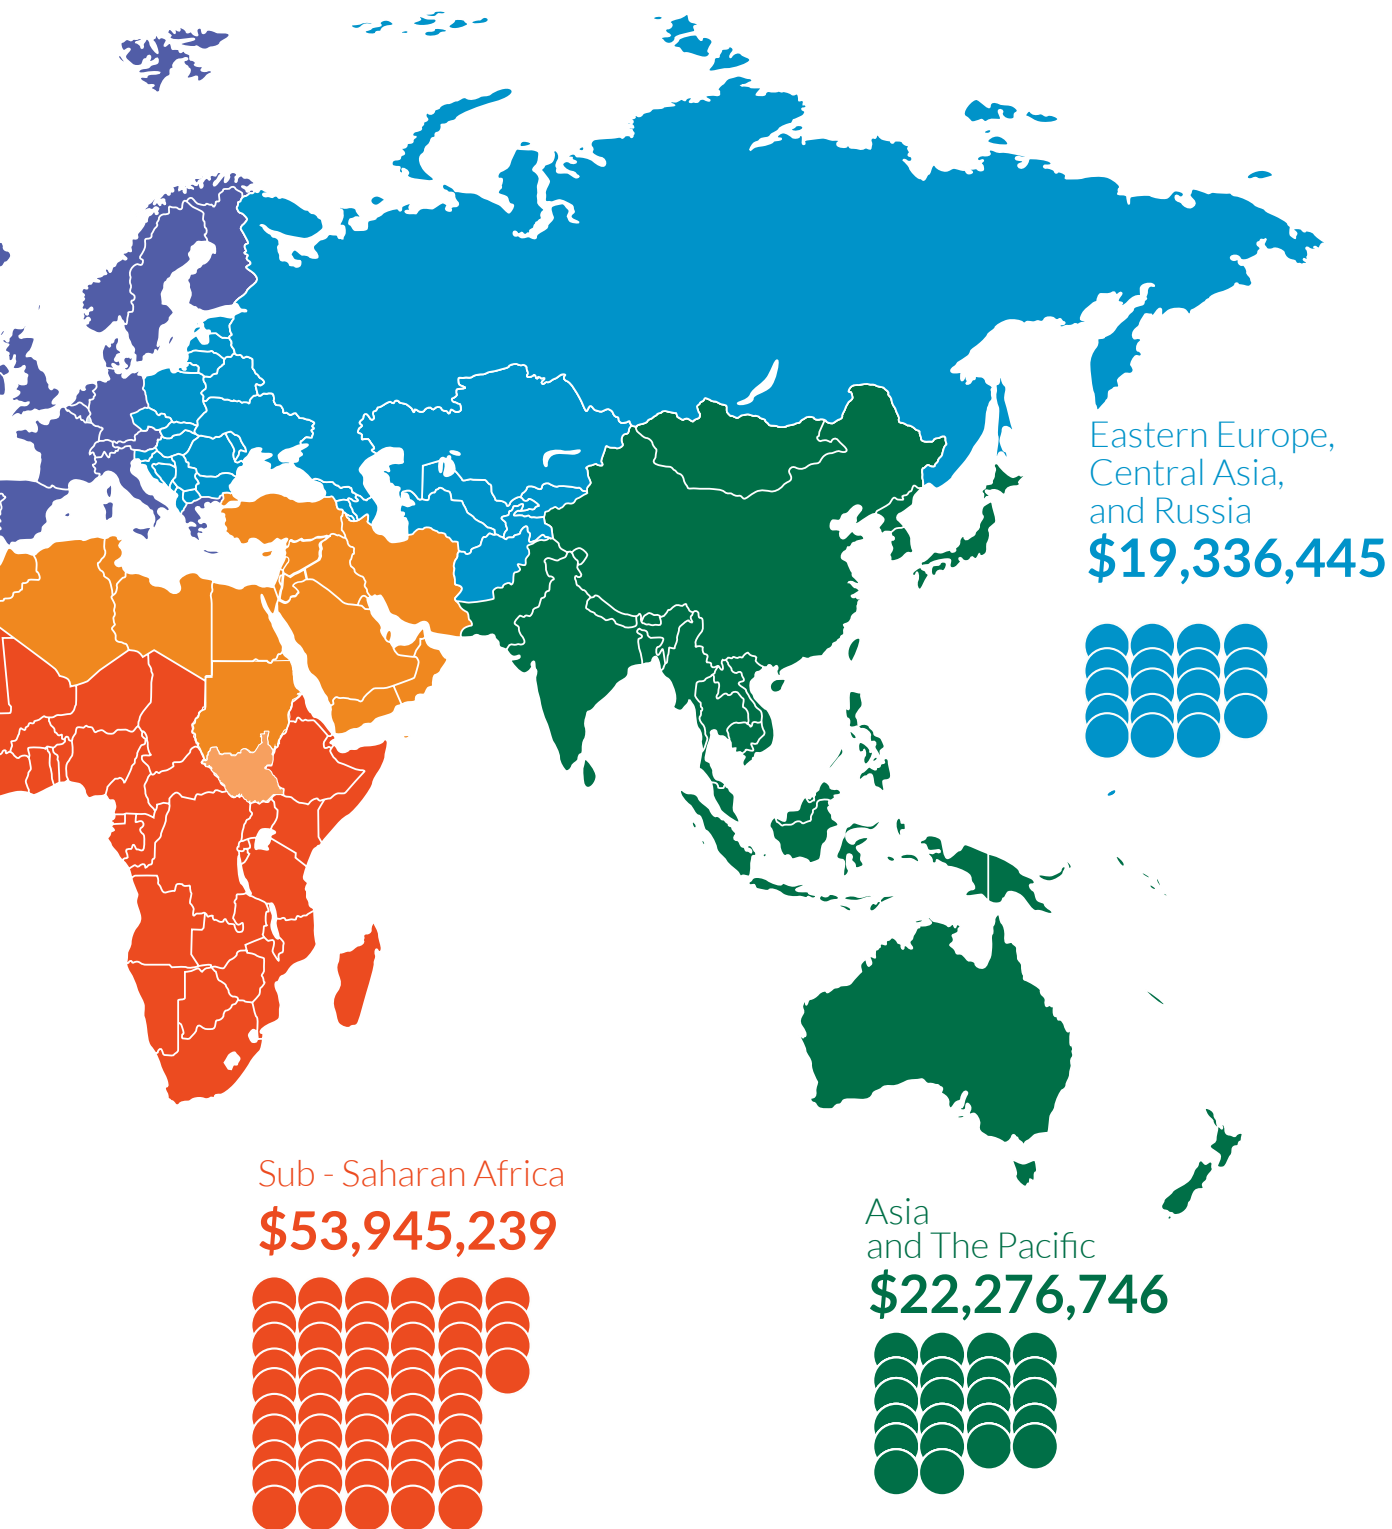 Eastern Europe,
Central Asia,
and Russia
$19,336,445
Sub - Saharan Africa
$53,945,239
Asia
and The Pacific
$22,276,746